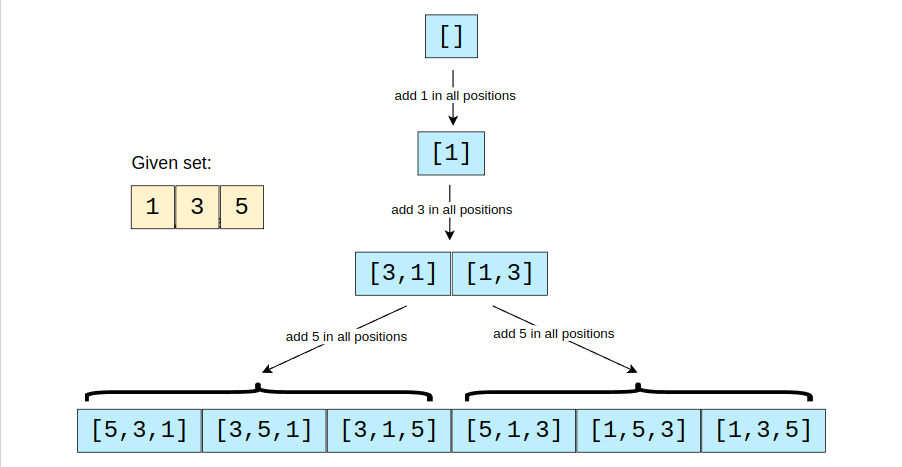 []
add 1 in all positions
[1]
Given set:
1 3 5
add 3 in all positions
[3,1] [1,3]
add 5 in all positions add 5 in all positions
[5,3,1] [3,5,1] [3,1,5] [5,1,3] [1,5,3] [1,3,5]